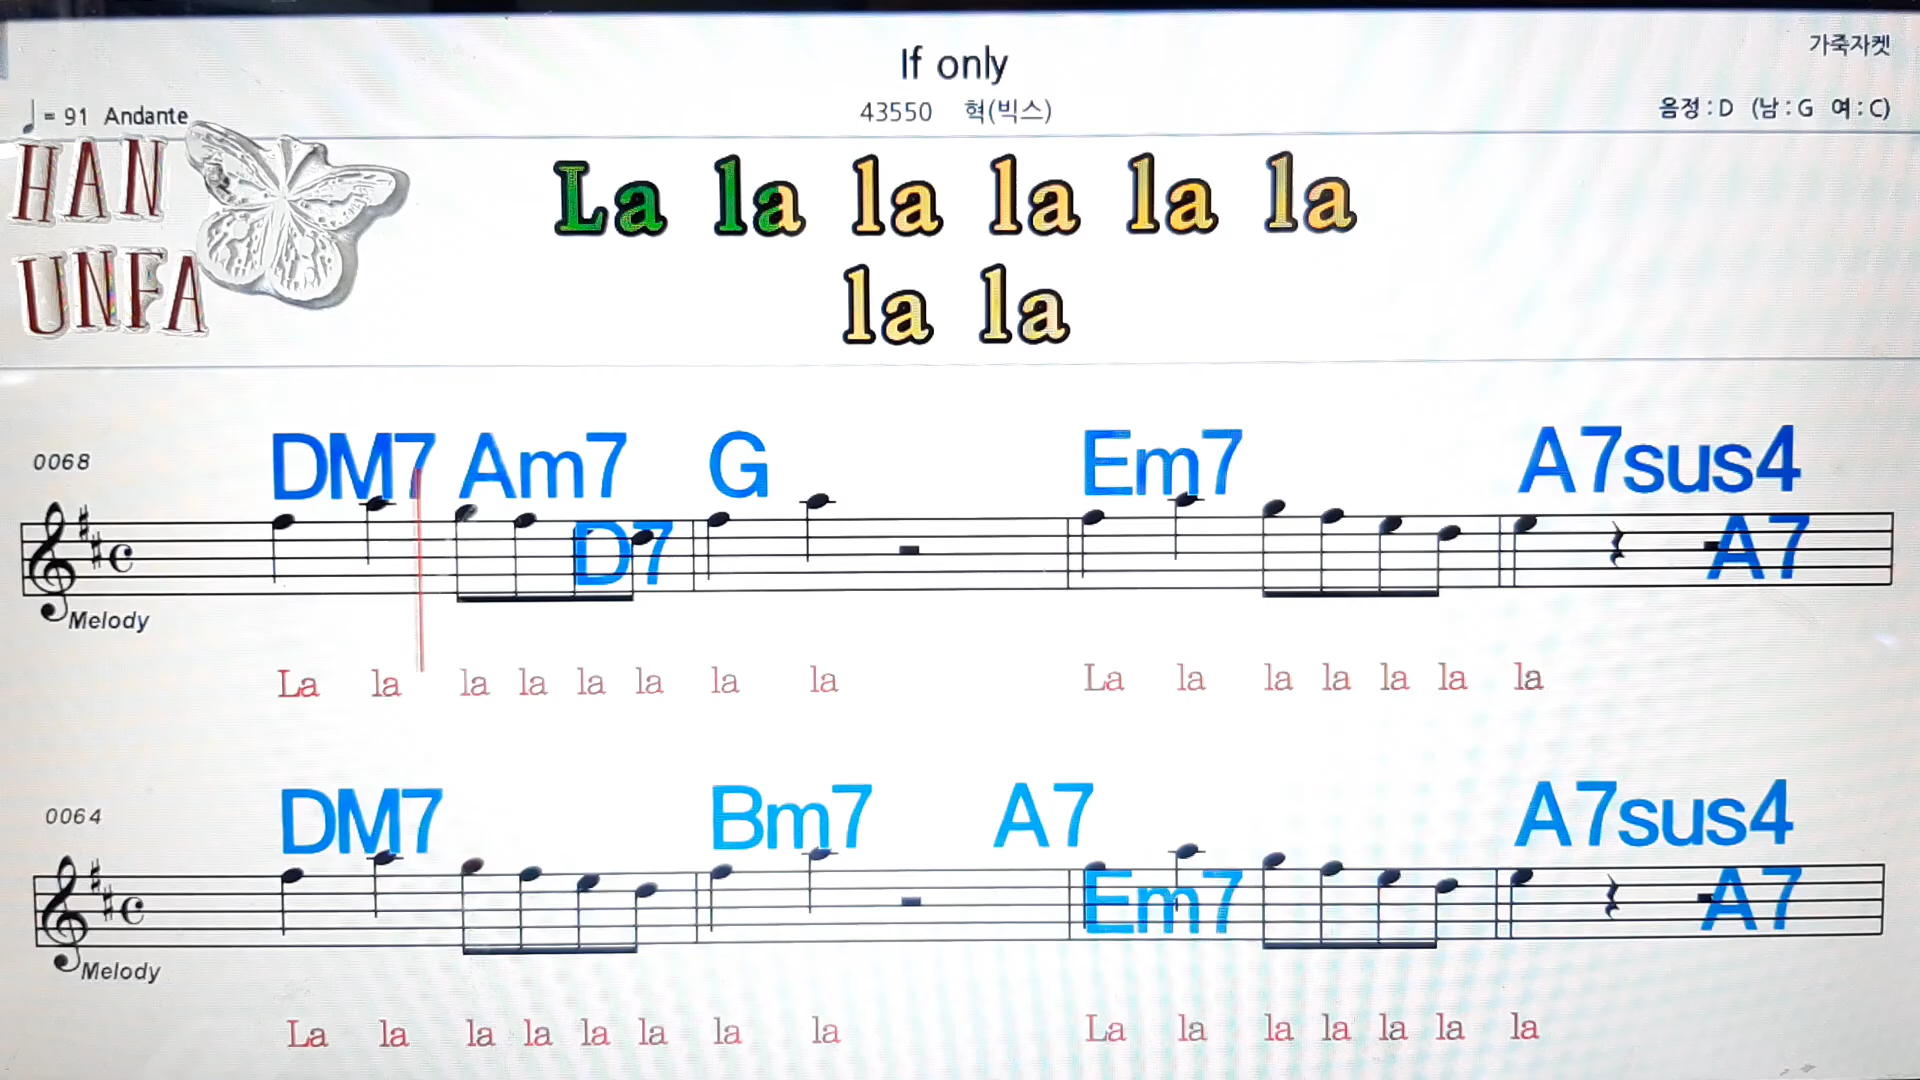 If only
가죽자켓
♩ = 91 Andante
43550 혁(빅스)
음정 : D (남 : G 여 : C)
HAN
UNFA
La la la la la la
la la
DM7 Am7 G Em7 A7sus4
0068
D7 A7
Melody
La la la la la la la la La la la la la la la
DM7 Bm7 A7 A7sus4
0064
Em7 A7
Melody
La la la la la la la la La la la la la la la